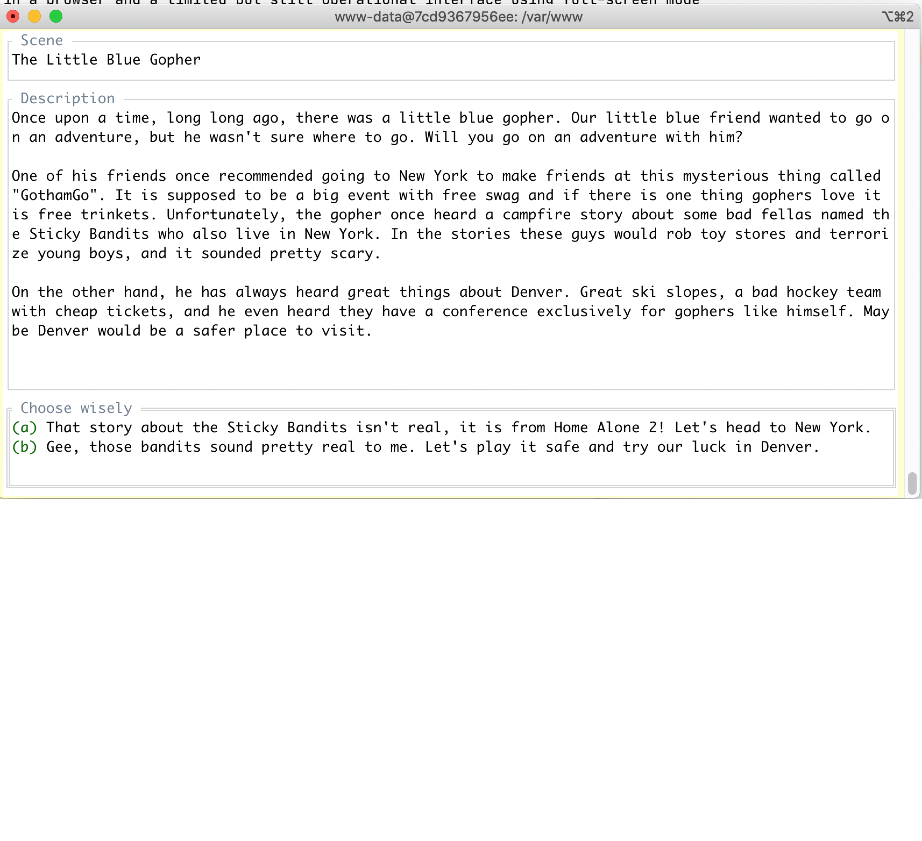 in a browser and a limited but still operational interface using full-screen mode
www-data@7cd9367956ee: /var/www
⌥⌘2
Scene
The Little Blue Gopher
Description
Once upon a time, long long ago, there was a little blue gopher. Our little blue friend wanted to go o
n an adventure, but he wasn't sure where to go. Will you go on an adventure with him?
One of his friends once recommended going to New York to make friends at this mysterious thing called
"GothamGo". It is supposed to be a big event with free swag and if there is one thing gophers love it
is free trinkets. Unfortunately, the gopher once heard a campfire story about some bad fellas named th
e Sticky Bandits who also live in New York. In the stories these guys would rob toy stores and terrori
ze young boys, and it sounded pretty scary.
On the other hand, he has always heard great things about Denver. Great ski slopes, a bad hockey team
with cheap tickets, and he even heard they have a conference exclusively for gophers like himself. May
be Denver would be a safer place to visit.
Choose wisely
(a) That story about the Sticky Bandits isn't real, it is from Home Alone 2! Let's head to New York.
(b) Gee, those bandits sound pretty real to me. Let's play it safe and try our luck in Denver.